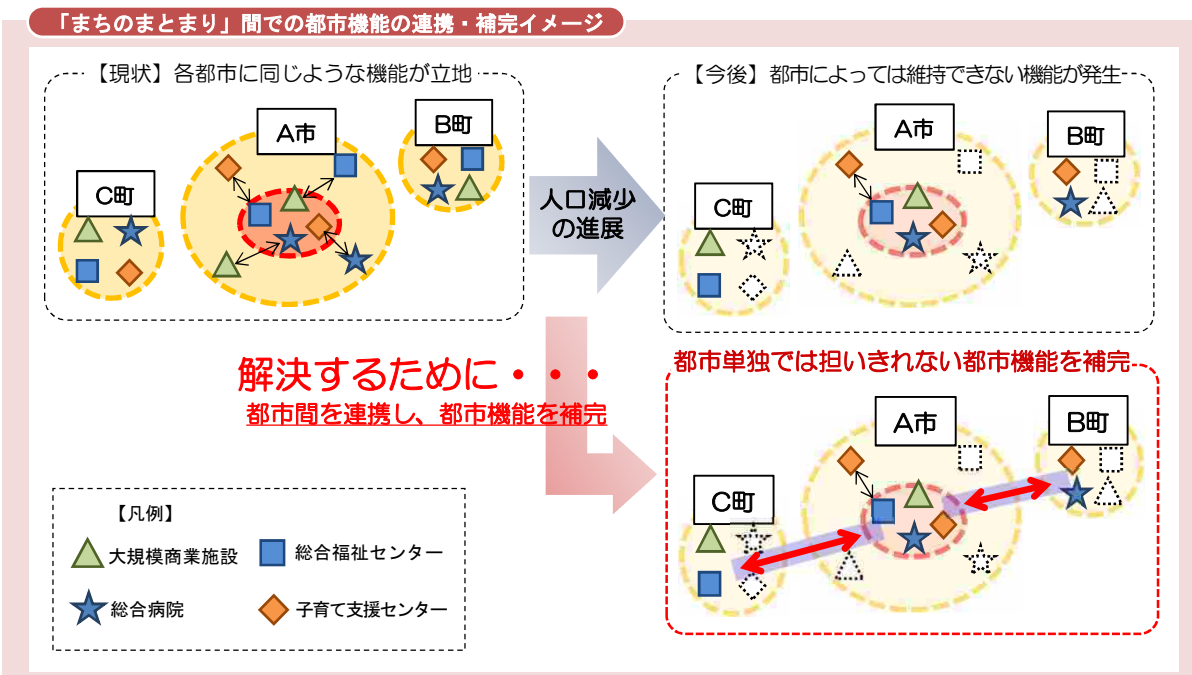 「まちのまとまり」間での都市機能の連携・補完イメージ
【現状】各都市に同じような機能が立地
A市
B町
C町
人口減少
の進展
【今後】都市によっては維持できない機能が発生
A市
B町
C町
解決するために・・・
都市間を連携し、都市機能を補完
都市単独では担いきれない都市機能を補完
A市
B町
C町
【凡例】
大規模商業施設
総合福祉センター
総合病院
子育て支援センター